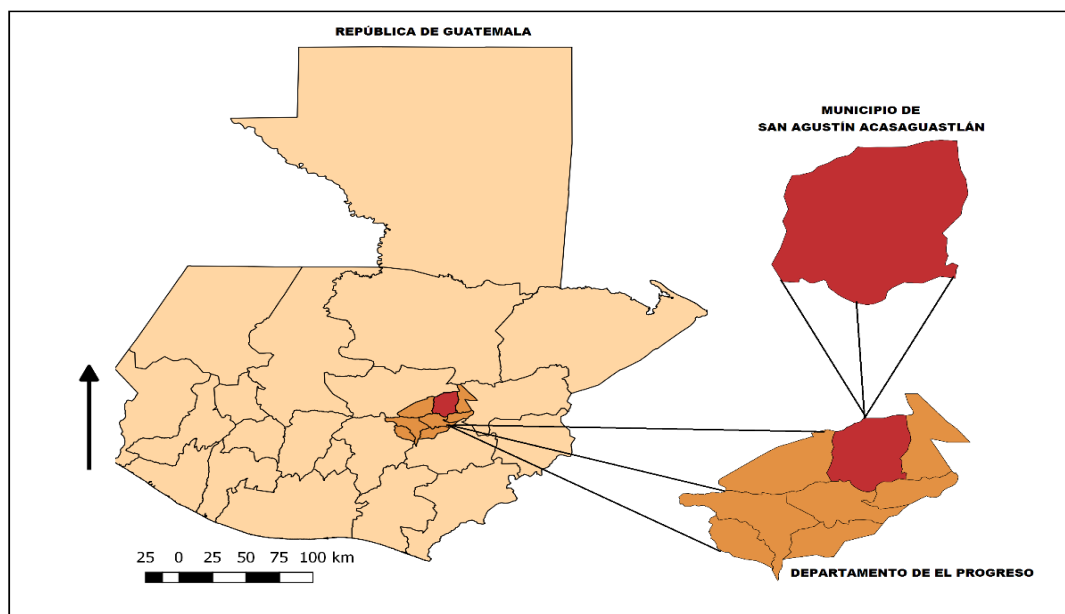 REPÚBLICA DE GUATEMALA
MUNICIPIO DE
SAN AGUSTÍN ACASAGUASTLÁN
25 0 25 50 75 100 km
DEPARTAMENTO DE EL PROGRESO